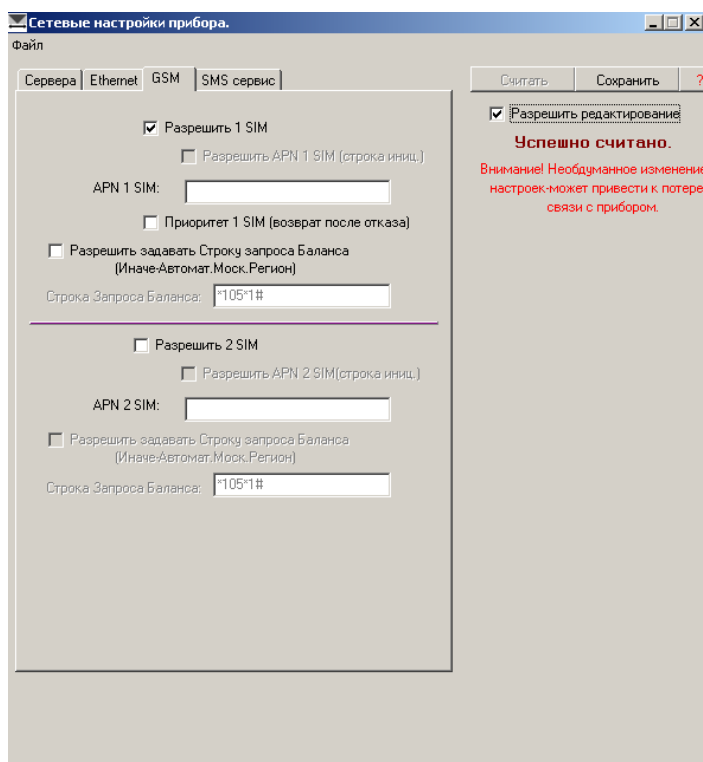 Сетевые настройки прибора.
Файл
Сервера Ethernet GSM SMS сервис
Считать Сохранить ?
Разрешить редактирование
Успешно считано.
Внимание! Необдуманное изменение
настроек-может привести к потере
связи с прибором.
Разрешить 1 SIM
Разрешить APN 1 SIM (строка иниц.)
APN 1 SIM:
Приоритет 1 SIM (возврат после отказа)
Разрешить задавать Строку запроса Баланса
(Иначе-Автомат.Моск.Регион)
Строка Запроса Баланса: *105*1#
Разрешить 2 SIM
Разрешить APN 2 SIM(строка иниц.)
APN 2 SIM:
Разрешить задавать Строку запроса Баланса
(Иначе-Автомат.Моск.Регион)
Строка Запроса Баланса: *105*1#